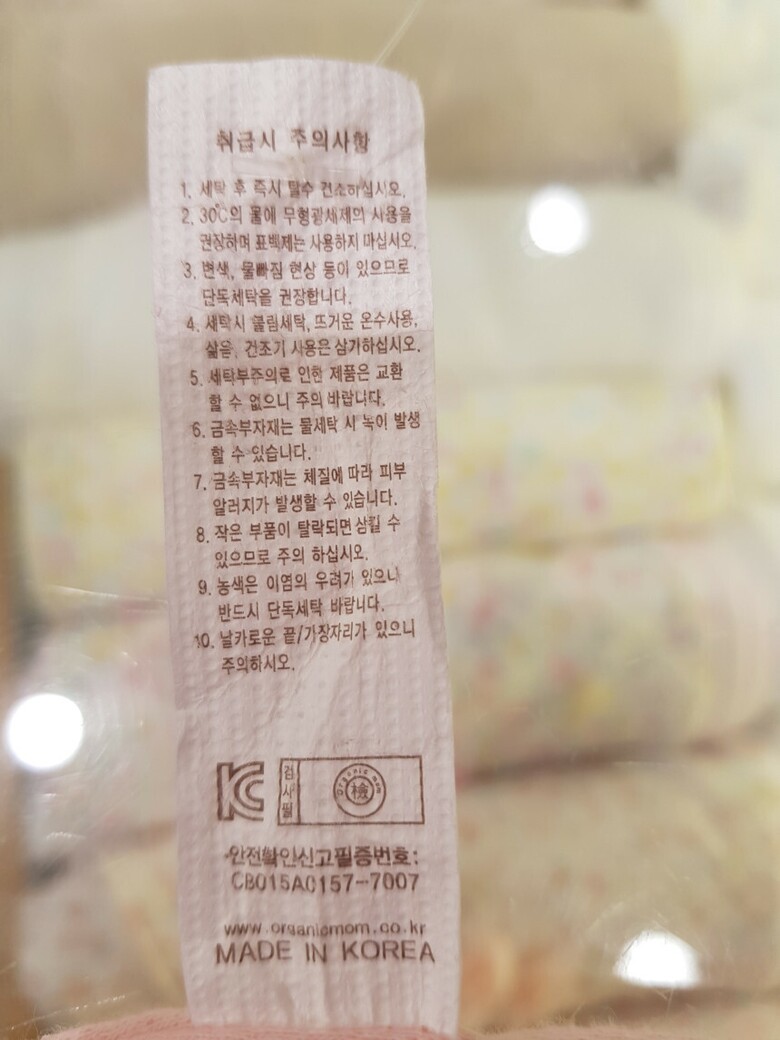 취급시 주의사항
1. 세탁 후 즉시 탈수 건소하십시오.
2. 30℃의 물에 무형광세제의 사용을
권장하며 표백제는 사용하지 마십시오.
3. 변색, 물빠짐 현상 등이 있으므로
단독세탁을 권장합니다.
4. 세탁시 클림세탁, 뜨거운 온수사용,
삶음, 건조기 사용은 삼가하십시오.
5. 세탁부주의로 인한 제품은 교환
할 수 없으니 주의 바랍니다.
6. 금속부자재는 물세탁 시 녹이 발생
할 수 있습니다.
7. 금속부자재는 체질에 따라 피부
알러지가 발생할 수 있습니다.
8. 작은 부품이 탈락되면 삼킬 수
있으므로 주의 하십시오.
9. 농색은 이염의 우려가 있으니
반드시 단독세탁 바랍니다.
10. 날카로운 끝/가장자리가 있으니
주의하시오.
KC 검사필 organic mom 檢
안전확인신고필증번호:
CB015A0157-7007
www.organicmom.co.kr
MADE IN KOREA